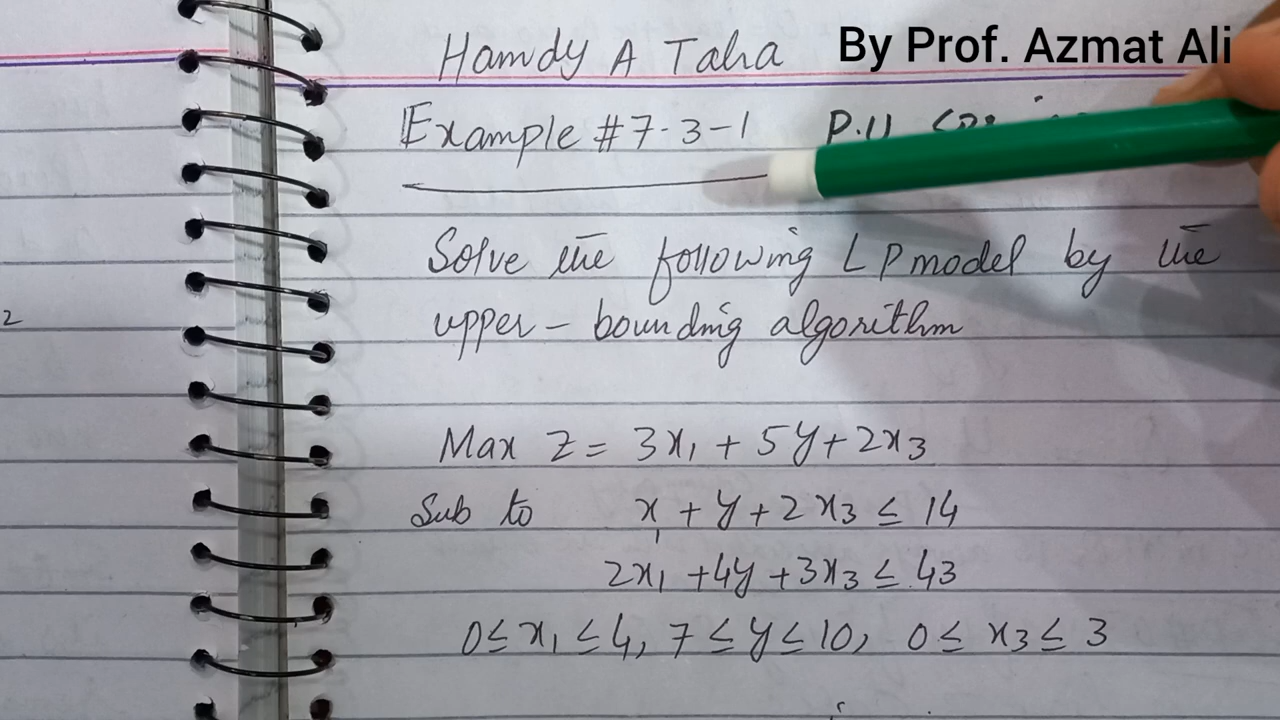 Hamdy A Taha
By Prof. Azmat Ali
Example #7.3-1
Solve the following LP model by the
upper-bounding algorithm
Max Z = 3x₁ + 5y + 2x₃
Sub to x₁ + y + 2x₃ ≤ 14
2x₁ + 4y + 3x₃ ≤ 43
0 ≤ x₁ ≤ 4, 7 ≤ y ≤ 10, 0 ≤ x₃ ≤ 3
2